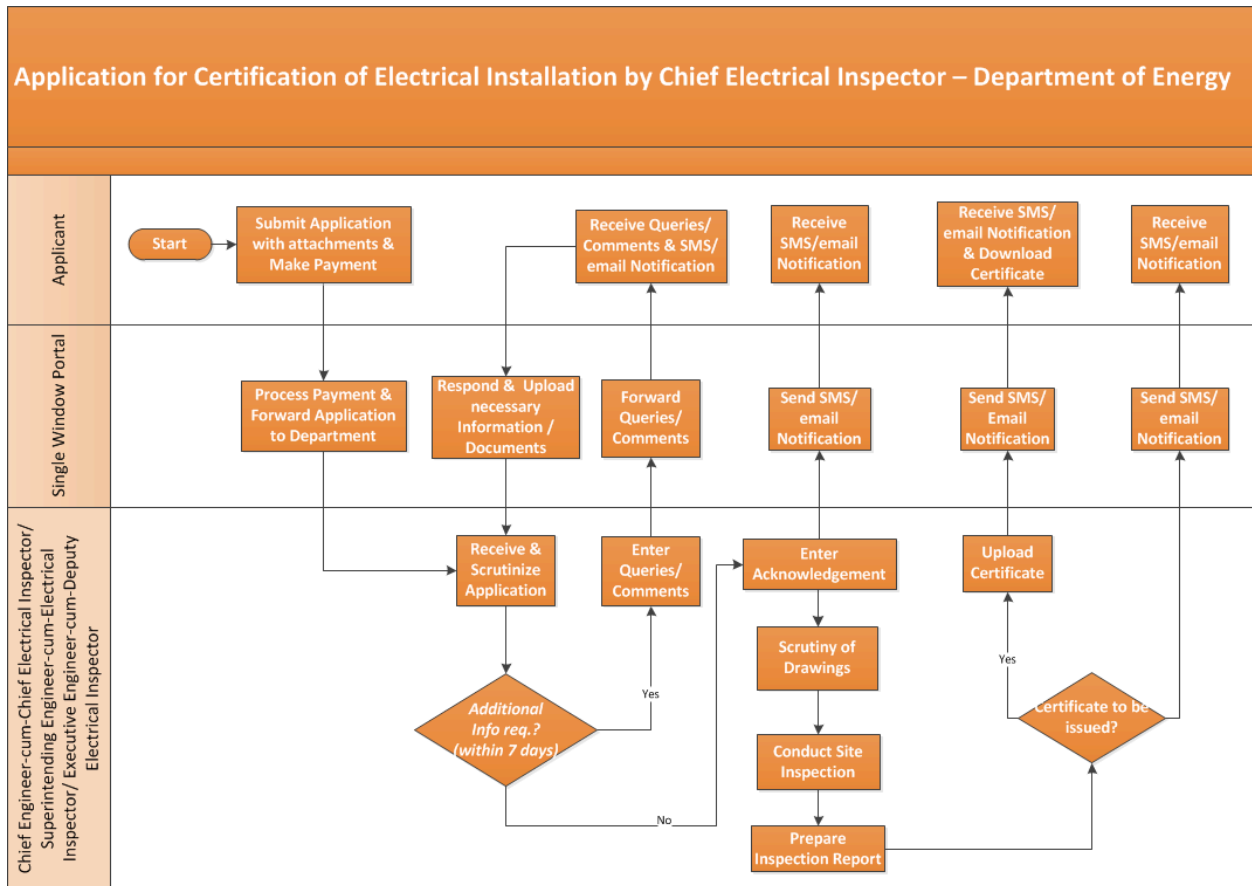 Application for Certification of Electrical Installation by Chief Electrical Inspector – Department of Energy
Applicant
Start
Submit Application
with attachments &
Make Payment
Receive Queries/
Comments & SMS/
email Notification
Receive
SMS/email
Notification
Receive SMS/
email Notification
& Download
Certificate
Receive
SMS/email
Notification
Single Window Portal
Process Payment &
Forward Application
to Department
Respond & Upload
necessary
Information /
Documents
Forward
Queries/
Comments
Send SMS/
email
Notification
Send SMS/
Email
Notification
Send SMS/
email
Notification
Chief Engineer-cum-Chief Electrical Inspector/
Superintending Engineer-cum-Electrical
Inspector/ Executive Engineer-cum-Deputy
Electrical Inspector
Receive &
Scrutinize
Application
Enter
Queries/
Comments
Enter
Acknowledgement
Upload
Certificate
Scrutiny of
Drawings
Yes
Yes
Additional
Info req.?
(within 7 days)
Certificate to be
issued?
Conduct Site
Inspection
No
Prepare
Inspection Report